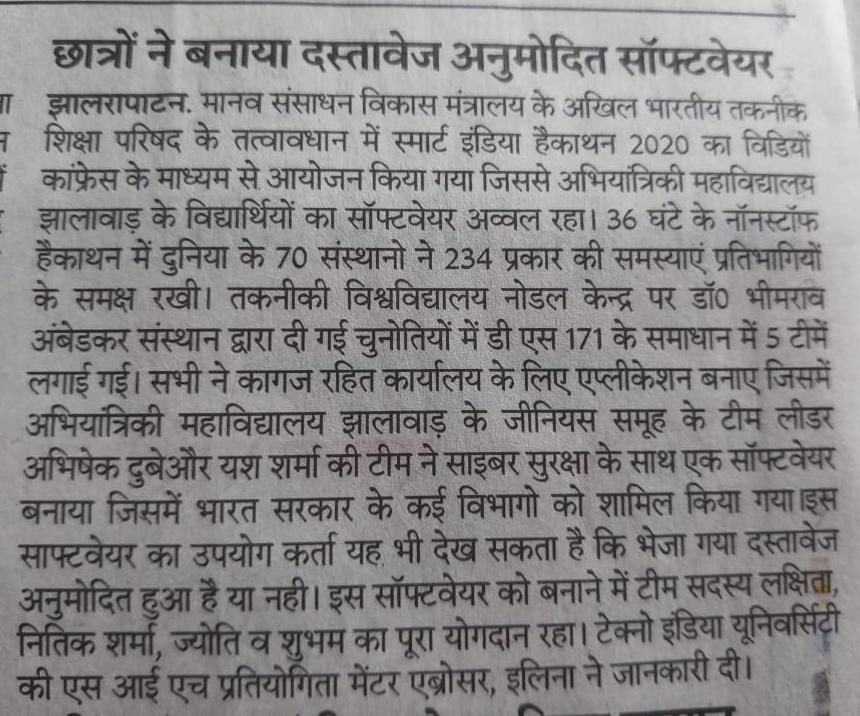 छात्रों ने बनाया दस्तावेज अनुमोदित सॉफ्टवेयर
झालरापाटन. मानव संसाधन विकास मंत्रालय के अखिल भारतीय तकनीक
शिक्षा परिषद के तत्वावधान में स्मार्ट इंडिया हैकाथन 2020 का विडियों
कांफ्रेस के माध्यम से आयोजन किया गया जिससे अभियांत्रिकी महाविद्यालय
झालावाड़ के विद्यार्थियों का सॉफ्टवेयर अव्वल रहा। 36 घंटे के नॉनस्टॉफ
हैकाथन में दुनिया के 70 संस्थानो ने 234 प्रकार की समस्याएं प्रतिभागियों
के समक्ष रखी। तकनीकी विश्वविद्यालय नोडल केन्द्र पर डॉ0 भीमराव
अंबेडकर संस्थान द्वारा दी गई चुनोतियों में डी एस 171 के समाधान में 5 टीमें
लगाई गई। सभी ने कागज रहित कार्यालय के लिए एप्लीकेशन बनाए जिसमें
अभियांत्रिकी महाविद्यालय झालावाड़ के जीनियस समूह के टीम लीडर
अभिषेक दुबेऔर यश शर्मा की टीम ने साइबर सुरक्षा के साथ एक सॉफ्टवेयर
बनाया जिसमें भारत सरकार के कई विभागो को शामिल किया गया।इस
साफ्टवेयर का उपयोग कर्ता यह भी देख सकता है कि भेजा गया दस्तावेज
अनुमोदित हुआ है या नही। इस सॉफ्टवेयर को बनाने में टीम सदस्य लक्षिता,
नितिक शर्मा, ज्योति व शुभम का पूरा योगदान रहा। टेक्नो इंडिया यूनिवर्सिटी
की एस आई एच प्रतियोगिता मेंटर एब्रोसर, इलिना ने जानकारी दी।